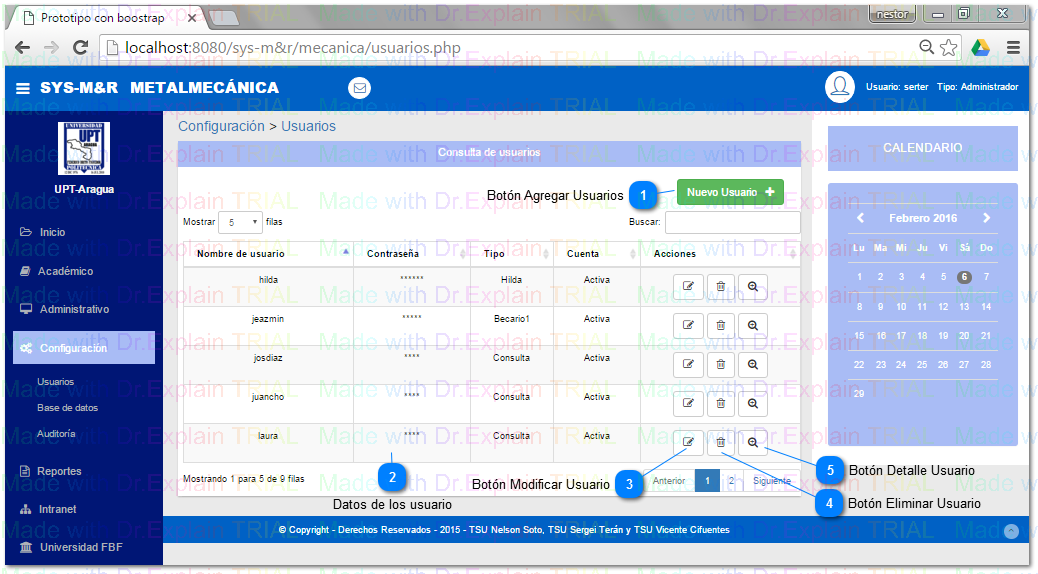 Prototipo con boostrap
nestor
localhost:8080/sys-m&r/mecanica/usuarios.php
SYS-M&R METALMECÁNICA
Usuario: serter Tipo: Administrador
UNIVERSIDAD
UPT
ARAGUA
UPT-Aragua
Inicio
Académico
Administrativo
Configuración
Usuarios
Base de datos
Auditoría
Reportes
Intranet
Universidad FBF
Configuración > Usuarios
Consulta de usuarios
Botón Agregar Usuarios 1
Nuevo Usuario +
Mostrar 5 filas
Buscar:
Nombre de usuario Contraseña Tipo Cuenta Acciones
hilda ****** Hilda Activa
jeazmin ***** Becario1 Activa
josdiaz **** Consulta Activa
juancho **** Consulta Activa
laura **** Consulta Activa
Mostrando 1 para 5 de 9 filas
2
Datos de los usuario
Botón Modificar Usuario 3
Anterior 1 2 Siguiente
5 Botón Detalle Usuario
4 Botón Eliminar Usuario
CALENDARIO
Febrero 2016
Lu Ma Mi Ju Vi Sá Do
1 2 3 4 5 6 7
8 9 10 11 12 13 14
15 16 17 18 19 20 21
22 23 24 25 26 27 28
29
© Copyright - Derechos Reservados - 2015 - TSU Nelson Soto, TSU Sergei Terán y TSU Vicente Cifuentes
Made with Dr.Explain TRIAL